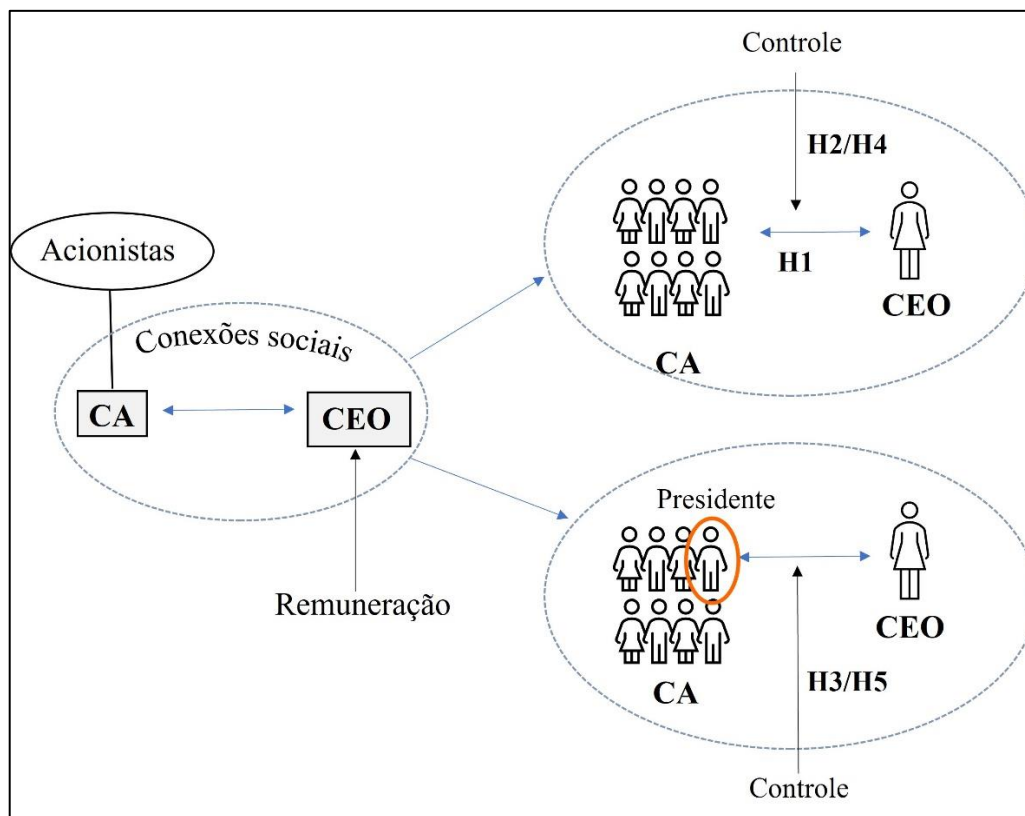 Controle
H2/H4
H1
CEO
CA
Acionistas
Conexões sociais
CA
CEO
Remuneração
Presidente
CEO
CA
H3/H5
Controle